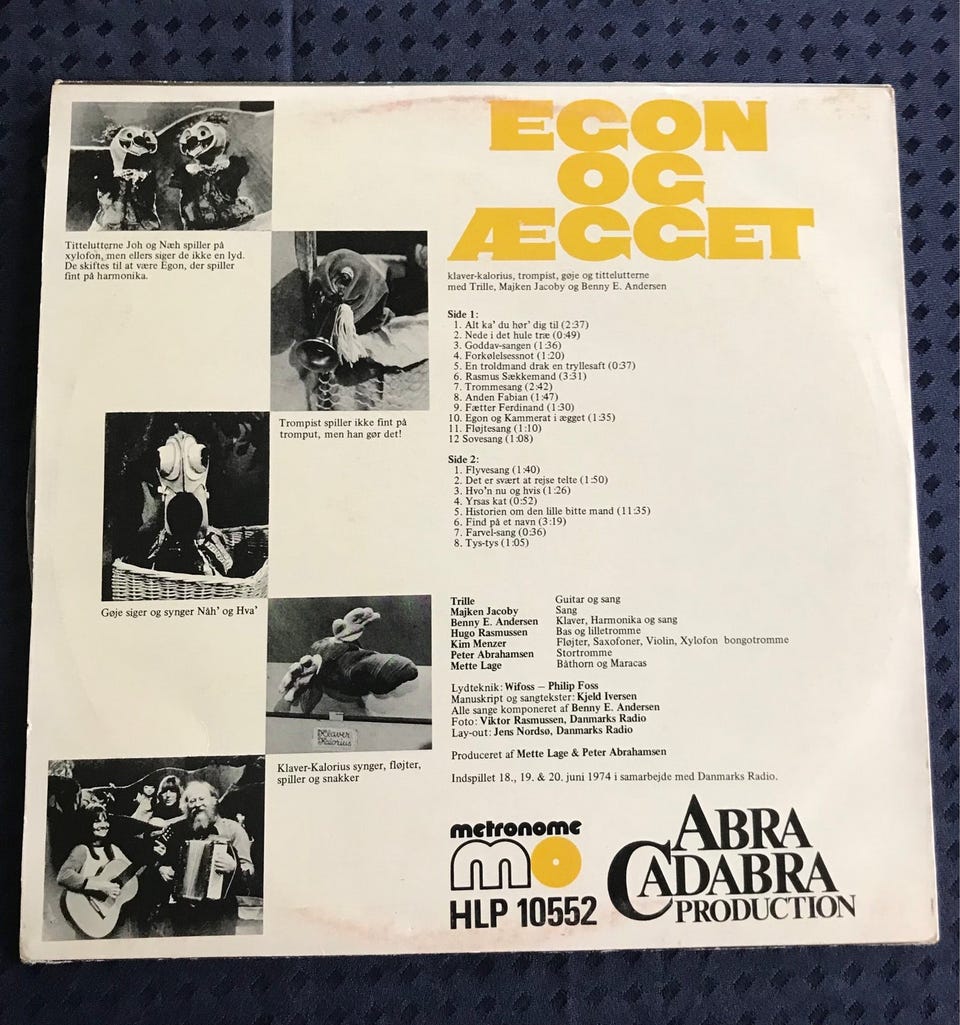 EGON
OG
ÆGGET
klaver-kalorius, trompist, gøje og tittelutterne
med Trille, Majken Jacoby og Benny E. Andersen
Side 1:
1. Alt ka' du hør' dig til (2:37)
2. Nede i det hule træ (0:49)
3. Goddav-sangen (1:36)
4. Forkølelsessnot (1:20)
5. En troldmand drak en tryllesaft (0:37)
6. Rasmus Sækkemand (3:31)
7. Trommesang (2:42)
8. Anden Fabian (1:47)
9. Fætter Ferdinand (1:30)
10. Egon og Kammerat i ægget (1:35)
11. Fløjtesang (1:10)
12 Sovesang (1:08)
Side 2:
1. Flyvesang (1:40)
2. Det er svært at rejse telte (1:50)
3. Hvo'n nu og hvis (1:26)
4. Yrsas kat (0:52)
5. Historien om den lille bitte mand (11:35)
6. Find på et navn (3:19)
7. Farvel-sang (0:36)
8. Tys-tys (1:05)
Trille Guitar og sang
Majken Jacoby Sang
Benny E. Andersen Klaver, Harmonika og sang
Hugo Rasmussen Bas og lilletromme
Kim Menzer Fløjter, Saxofoner, Violin, Xylofon bongotromme
Peter Abrahamsen Stortromme
Mette Lage Båthorn og Maracas
Lydteknik: Wifoss – Philip Foss
Manuskript og sangtekster: Kjeld Iversen
Alle sange komponeret af Benny E. Andersen
Foto: Viktor Rasmussen, Danmarks Radio
Lay-out: Jens Nordsø, Danmarks Radio
Produceret af Mette Lage & Peter Abrahamsen
Indspillet 18., 19. & 20. juni 1974 i samarbejde med Danmarks Radio.
metronome
mo
HLP 10552
ABRA
CADABRA
PRODUCTION
Tittelutterne Joh og Næh spiller på
xylofon, men ellers siger de ikke en lyd.
De skiftes til at være Egon, der spiller
fint på harmonika.
Trompist spiller ikke fint på
tromput, men han gør det!
Gøje siger og synger Nåh' og Hva'
Klaver
Kalorius
Klaver-Kalorius synger, fløjter,
spiller og snakker